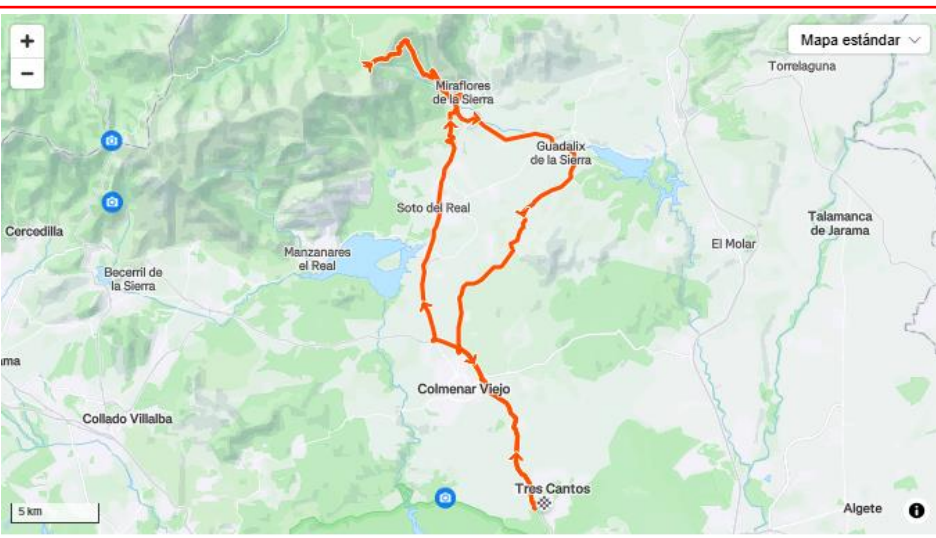 +
−
Mapa estándar
Torrelaguna
Miraflores
de la Sierra
Guadalix
de la Sierra
Soto del Real
Talamanca
de Jarama
Cercedilla
Manzanares
el Real
El Molar
Becerril de
la Sierra
ama
Colmenar Viejo
Collado Villalba
Tres Cantos
5 km
Algete